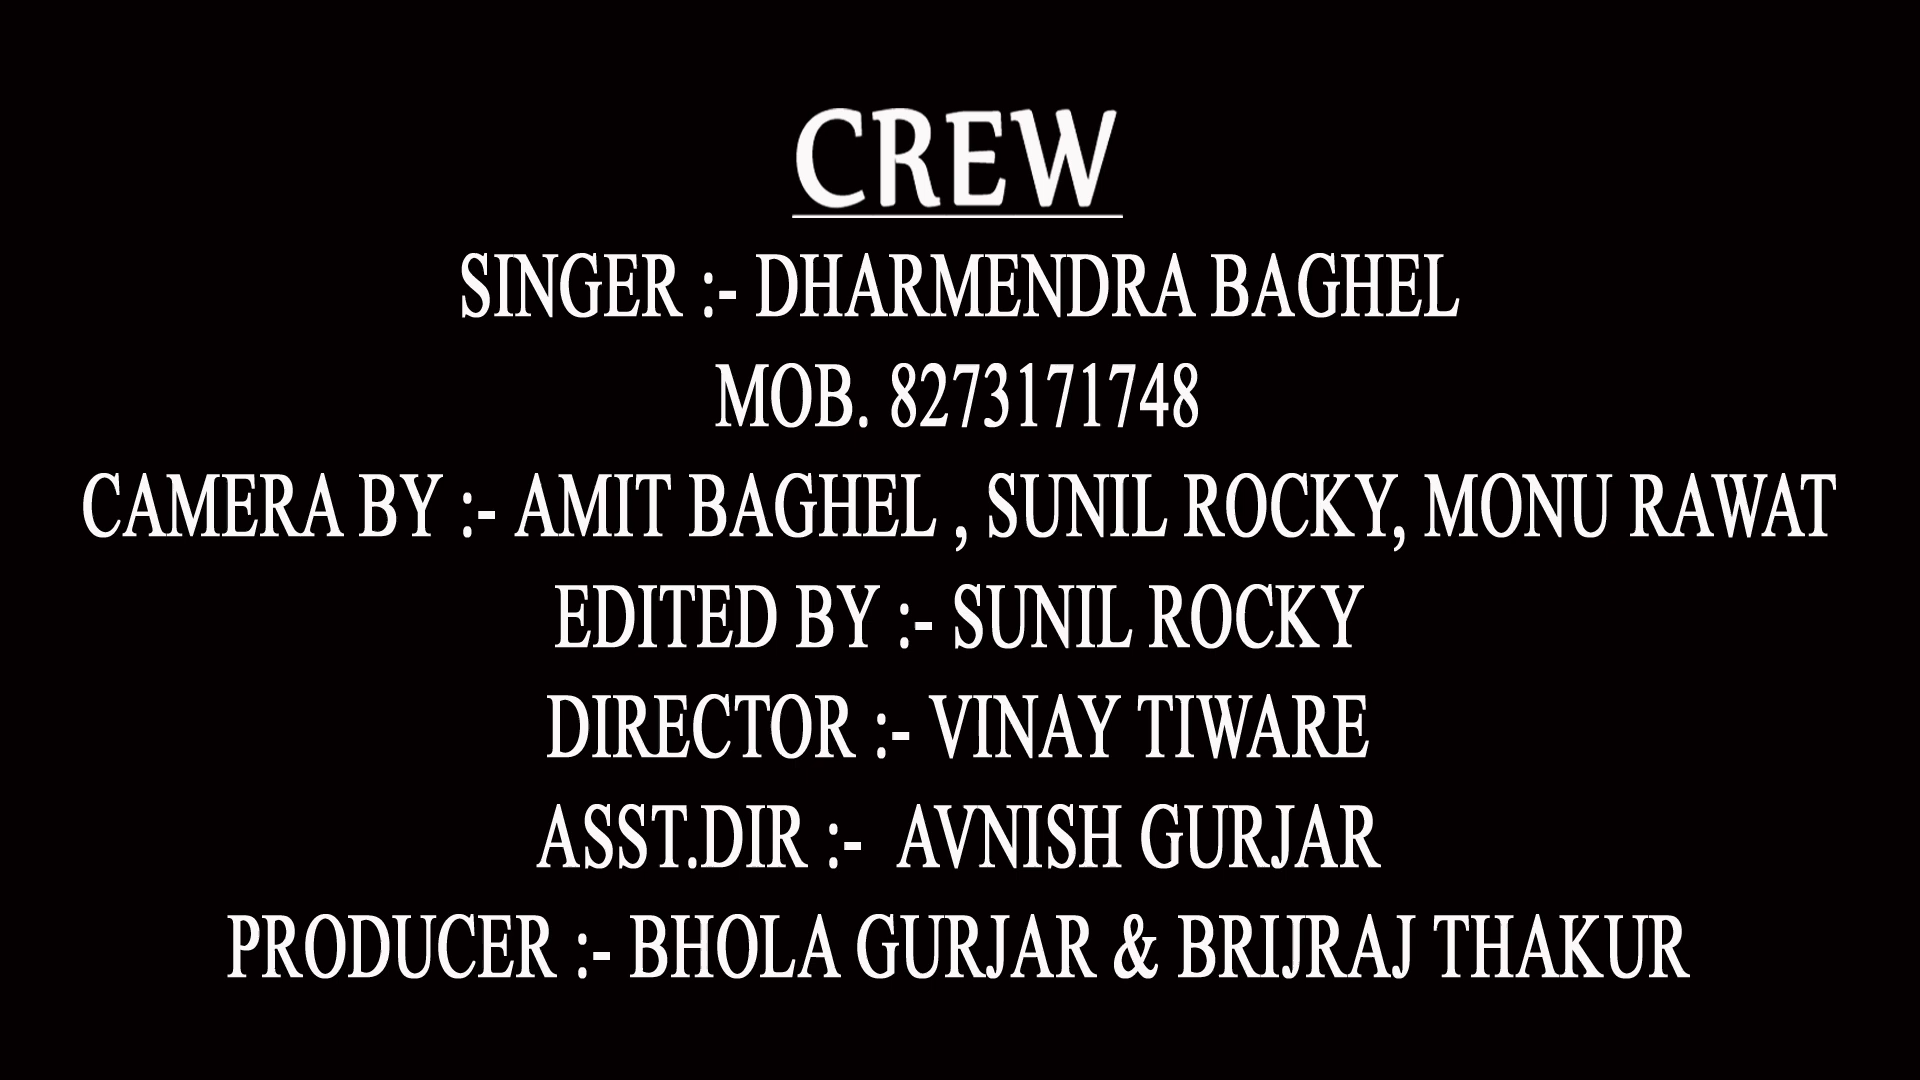 CREW
SINGER :- DHARMENDRA BAGHEL
MOB. 8273171748
CAMERA BY :- AMIT BAGHEL , SUNIL ROCKY, MONU RAWAT
EDITED BY :- SUNIL ROCKY
DIRECTOR :- VINAY TIWARE
ASST.DIR :- AVNISH GURJAR
PRODUCER :- BHOLA GURJAR & BRIJRAJ THAKUR